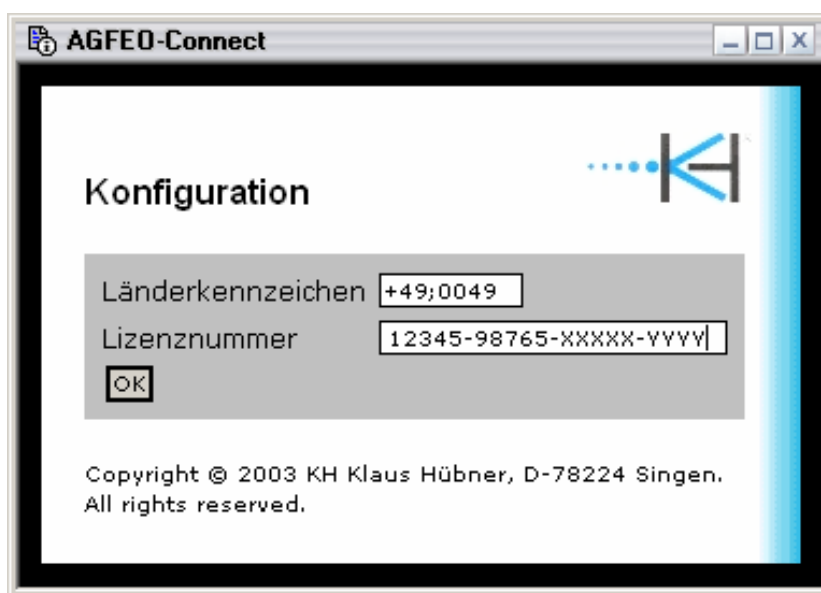 AGFEO-Connect
KH
Konfiguration
Länderkennzeichen +49;0049
Lizenznummer 12345-98765-XXXXX-YYYY
OK
Copyright © 2003 KH Klaus Hübner, D-78224 Singen.
All rights reserved.